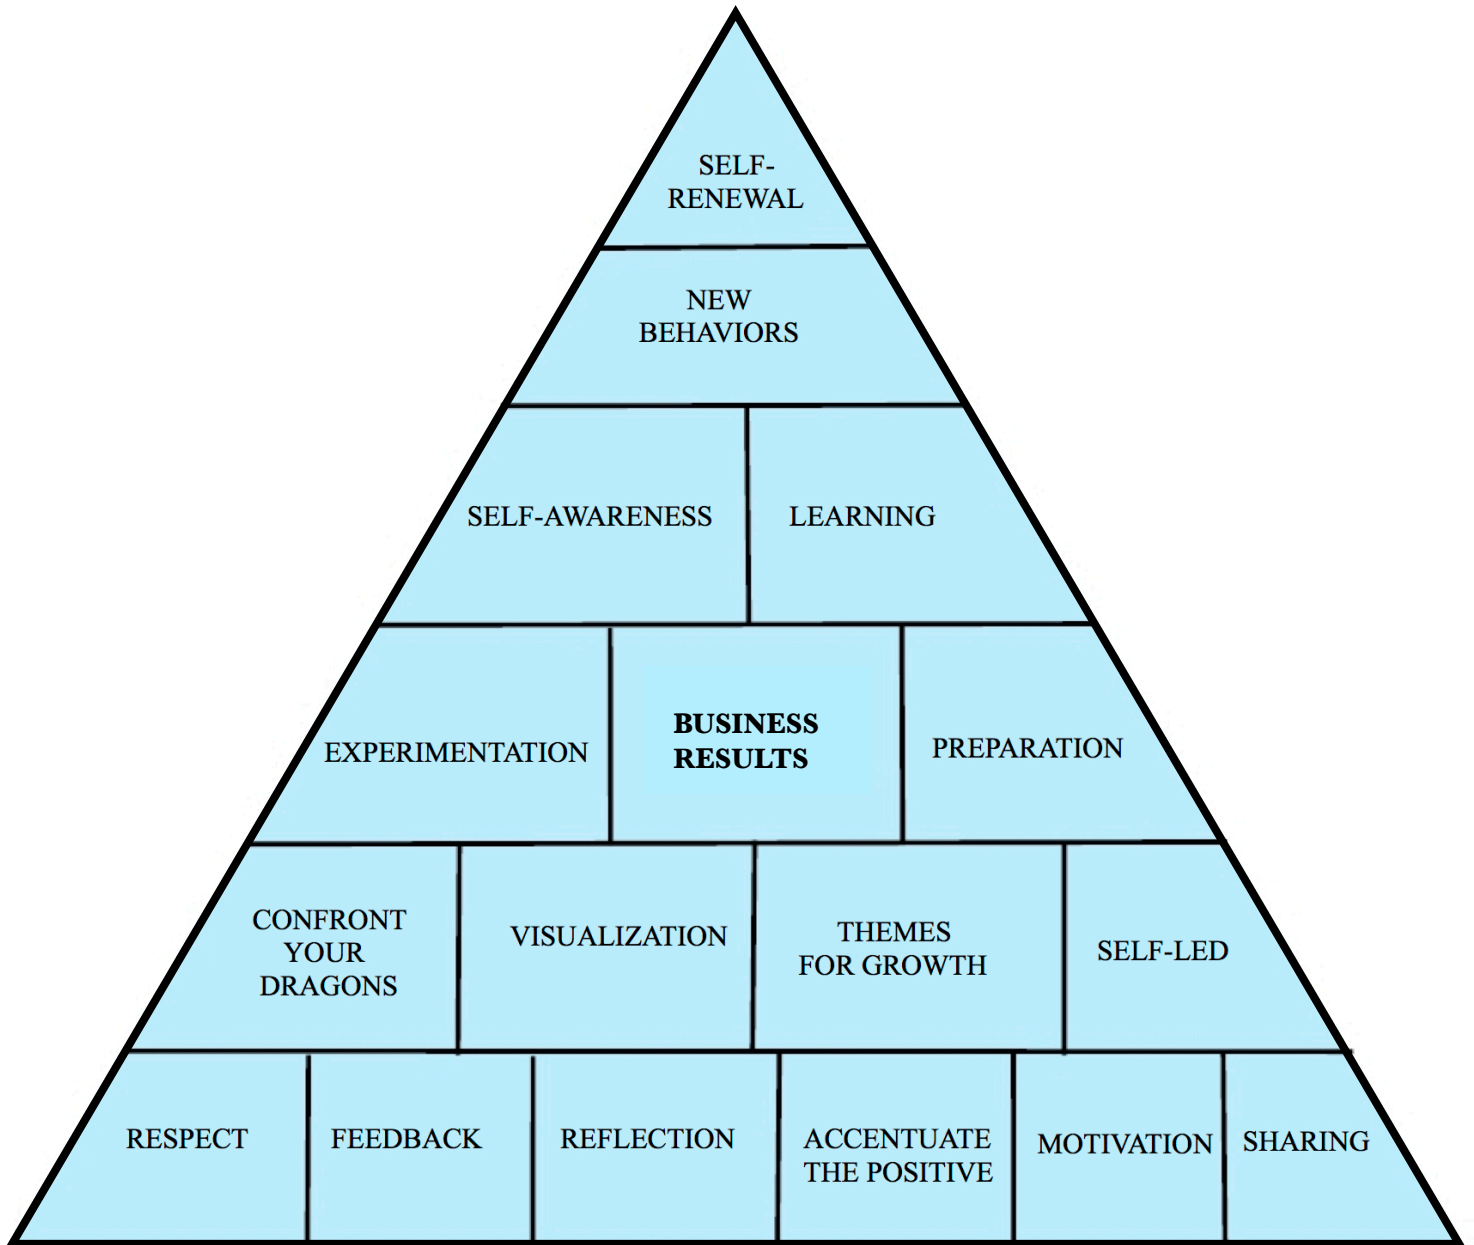 SELF-
RENEWAL
NEW
BEHAVIORS
SELF-AWARENESS
LEARNING
EXPERIMENTATION
BUSINESS
RESULTS
PREPARATION
CONFRONT
YOUR
DRAGONS
VISUALIZATION
THEMES
FOR GROWTH
SELF-LED
RESPECT
FEEDBACK
REFLECTION
ACCENTUATE
THE POSITIVE
MOTIVATION
SHARING